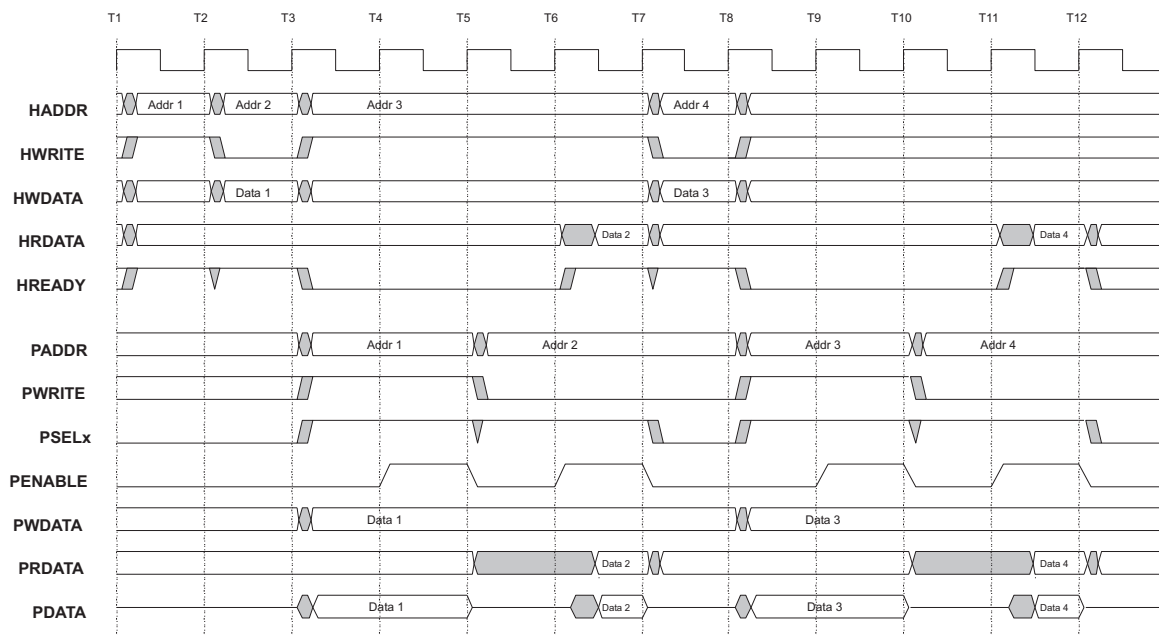 T1 T2 T3 T4 T5 T6 T7 T8 T9 T10 T11 T12
HADDR Addr 1 Addr 2 Addr 3 Addr 4
HWRITE
HWDATA Data 1 Data 3
HRDATA Data 2 Data 4
HREADY
PADDR Addr 1 Addr 2 Addr 3 Addr 4
PWRITE
PSELx
PENABLE
PWDATA Data 1 Data 3
PRDATA Data 2 Data 4
PDATA Data 1 Data 2 Data 3 Data 4